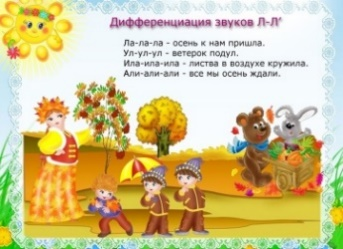 Дифференциация звуков Л-Л’
Ла-ла-ла - осень к нам пришла.
Ул-ул-ул - ветерок подул.
Ила-ила-ила - листва в воздухе кружила.
Али-али-али - все мы осень ждали.